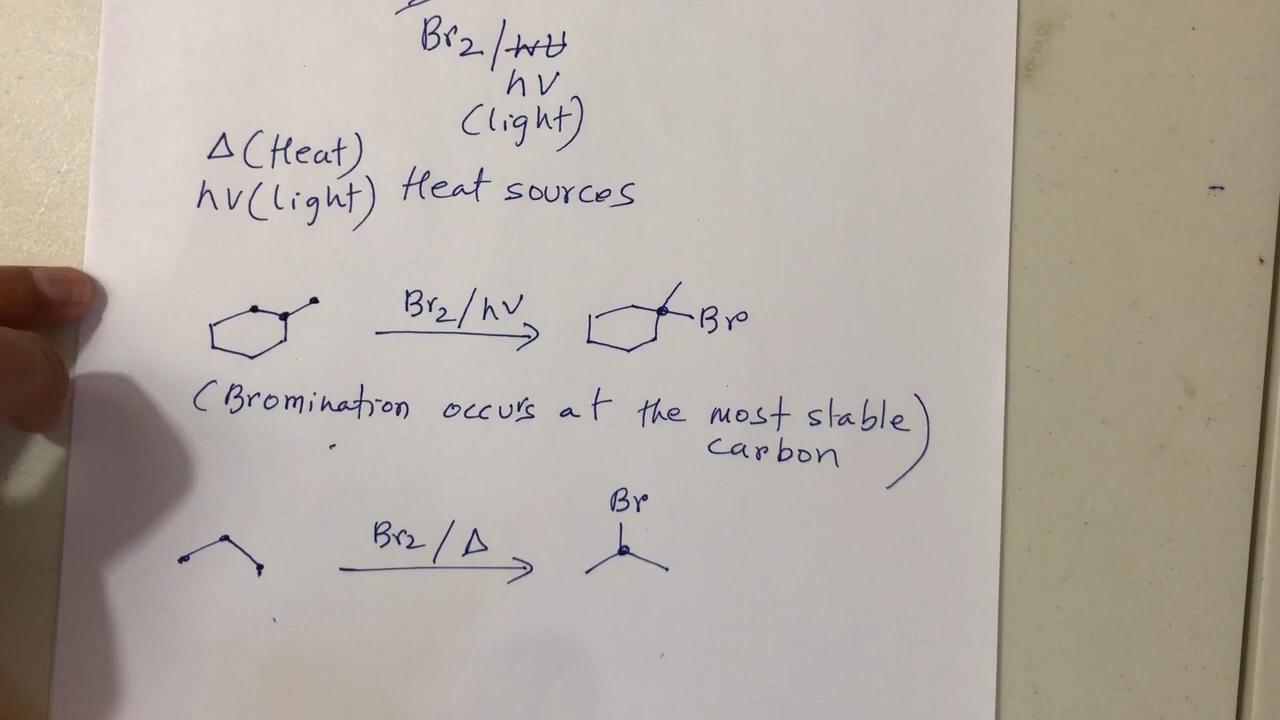 Br2/
hν
(light)
Δ(Heat)
hν(light) Heat sources
Br2/hν
Br
(Bromination occurs at the most stable
carbon)
Br
Br2/Δ